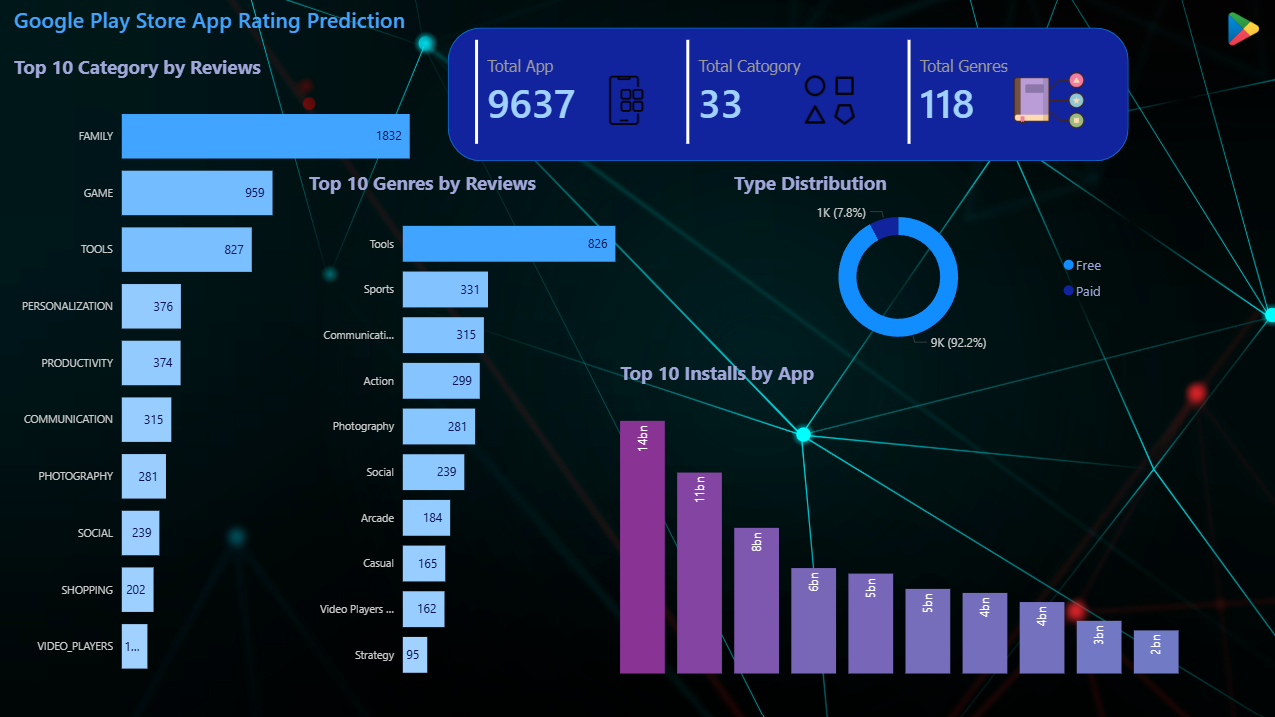 Google Play Store App Rating Prediction
Total App
9637
Total Catogory
33
Total Genres
118
Top 10 Category by Reviews
FAMILY 1832
GAME 959
TOOLS 827
PERSONALIZATION 376
PRODUCTIVITY 374
COMMUNICATION 315
PHOTOGRAPHY 281
SOCIAL 239
SHOPPING 202
VIDEO_PLAYERS 1...
Top 10 Genres by Reviews
Tools 826
Sports 331
Communicati... 315
Action 299
Photography 281
Social 239
Arcade 184
Casual 165
Video Players ... 162
Strategy 95
Type Distribution
1K (7.8%)
9K (92.2%)
Free
Paid
Top 10 Installs by App
14bn
11bn
8bn
6bn
5bn
5bn
4bn
4bn
3bn
2bn